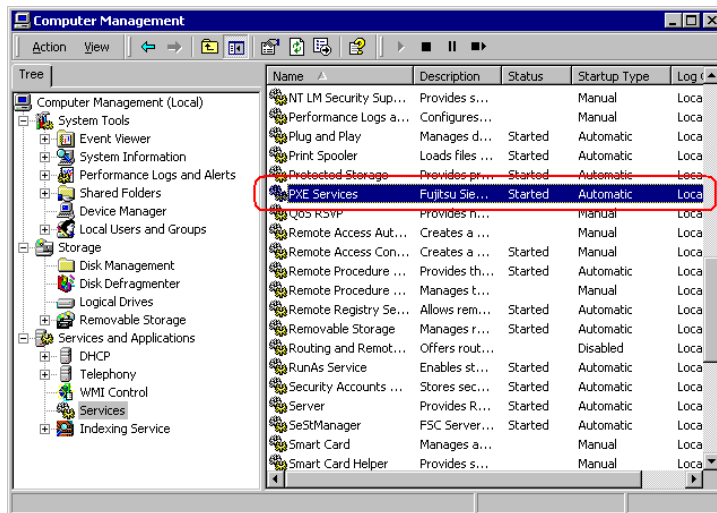 Computer Management
Action View
Tree
Computer Management (Local)
System Tools
Event Viewer
System Information
Performance Logs and Alerts
Shared Folders
Device Manager
Local Users and Groups
Storage
Disk Management
Disk Defragmenter
Logical Drives
Removable Storage
Services and Applications
DHCP
Telephony
WMI Control
Services
Indexing Service
Name Description Status Startup Type Log
NT LM Security Sup... Provides s... Manual Loca
Performance Logs a... Configures... Manual Loca
Plug and Play Manages d... Started Automatic Loca
Print Spooler Loads files ... Started Automatic Loca
Protected Storage Provides pr... Started Automatic Loca
PXE Services Fujitsu Sie... Started Automatic Loca
QoS RSVP Provides n... Manual Loca
Remote Access Aut... Creates a ... Manual Loca
Remote Access Con... Creates a ... Started Manual Loca
Remote Procedure ... Provides th... Started Automatic Loca
Remote Procedure ... Manages t... Manual Loca
Remote Registry Se... Allows rem... Started Automatic Loca
Removable Storage Manages r... Started Automatic Loca
Routing and Remot... Offers rout... Disabled Loca
RunAs Service Enables st... Started Automatic Loca
Security Accounts ... Stores sec... Started Automatic Loca
Server Provides R... Started Automatic Loca
SeStManager FSC Server... Started Automatic Loca
Smart Card Manages a... Manual Loca
Smart Card Helper Provides s... Manual Loca